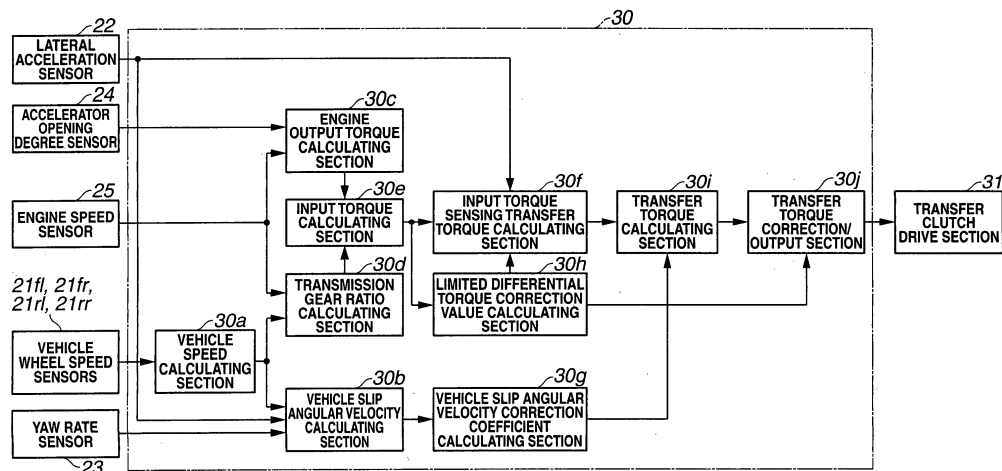 30
22
LATERAL
ACCELERATION
SENSOR
24
ACCELERATOR
OPENING
DEGREE SENSOR
30c
ENGINE
OUTPUT TORQUE
CALCULATING
SECTION
25
ENGINE SPEED
SENSOR
30e
INPUT TORQUE
CALCULATING
SECTION
30f
INPUT TORQUE
SENSING TRANSFER
TORQUE CALCULATING
SECTION
30i
TRANSFER
TORQUE
CALCULATING
SECTION
30j
TRANSFER
TORQUE
CORRECTION/
OUTPUT SECTION
31
TRANSFER
CLUTCH
DRIVE SECTION
30d
TRANSMISSION
GEAR RATIO
CALCULATING
SECTION
30h
LIMITED DIFFERENTIAL
TORQUE CORRECTION
VALUE CALCULATING
SECTION
21fl, 21fr,
21rl, 21rr
VEHICLE
WHEEL SPEED
SENSORS
30a
VEHICLE
SPEED
CALCULATING
SECTION
30b
VEHICLE SLIP
ANGULAR VELOCITY
CALCULATING
SECTION
30g
VEHICLE SLIP ANGULAR
VELOCITY CORRECTION
COEFFICIENT
CALCULATING SECTION
YAW RATE
SENSOR
23